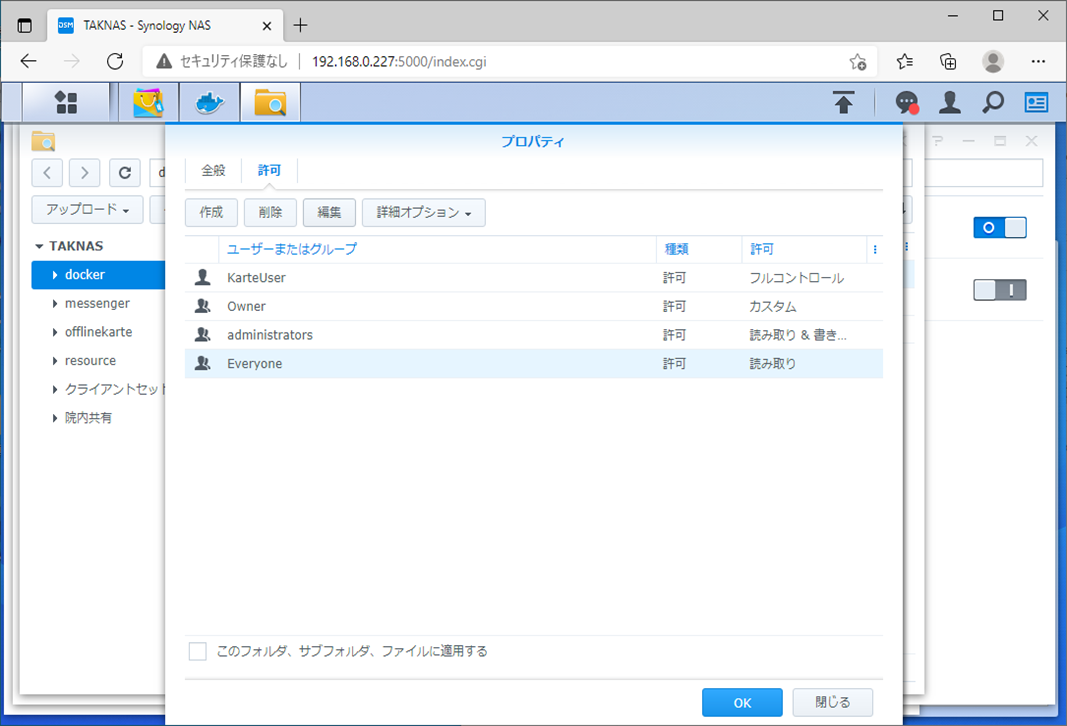 TAKNAS - Synology NAS
セキュリティ保護なし
192.168.0.227:5000/index.cgi
プロパティ
全般 許可
アップロード
作成 削除 編集 詳細オプション
ユーザーまたはグループ 種類 許可
KarteUser 許可 フルコントロール
Owner 許可 カスタム
administrators 許可 読み取り & 書き...
Everyone 許可 読み取り
TAKNAS
docker
messenger
offlinekarte
resource
クライアントセット
院内共有
このフォルダ、サブフォルダ、ファイルに適用する
OK 閉じる